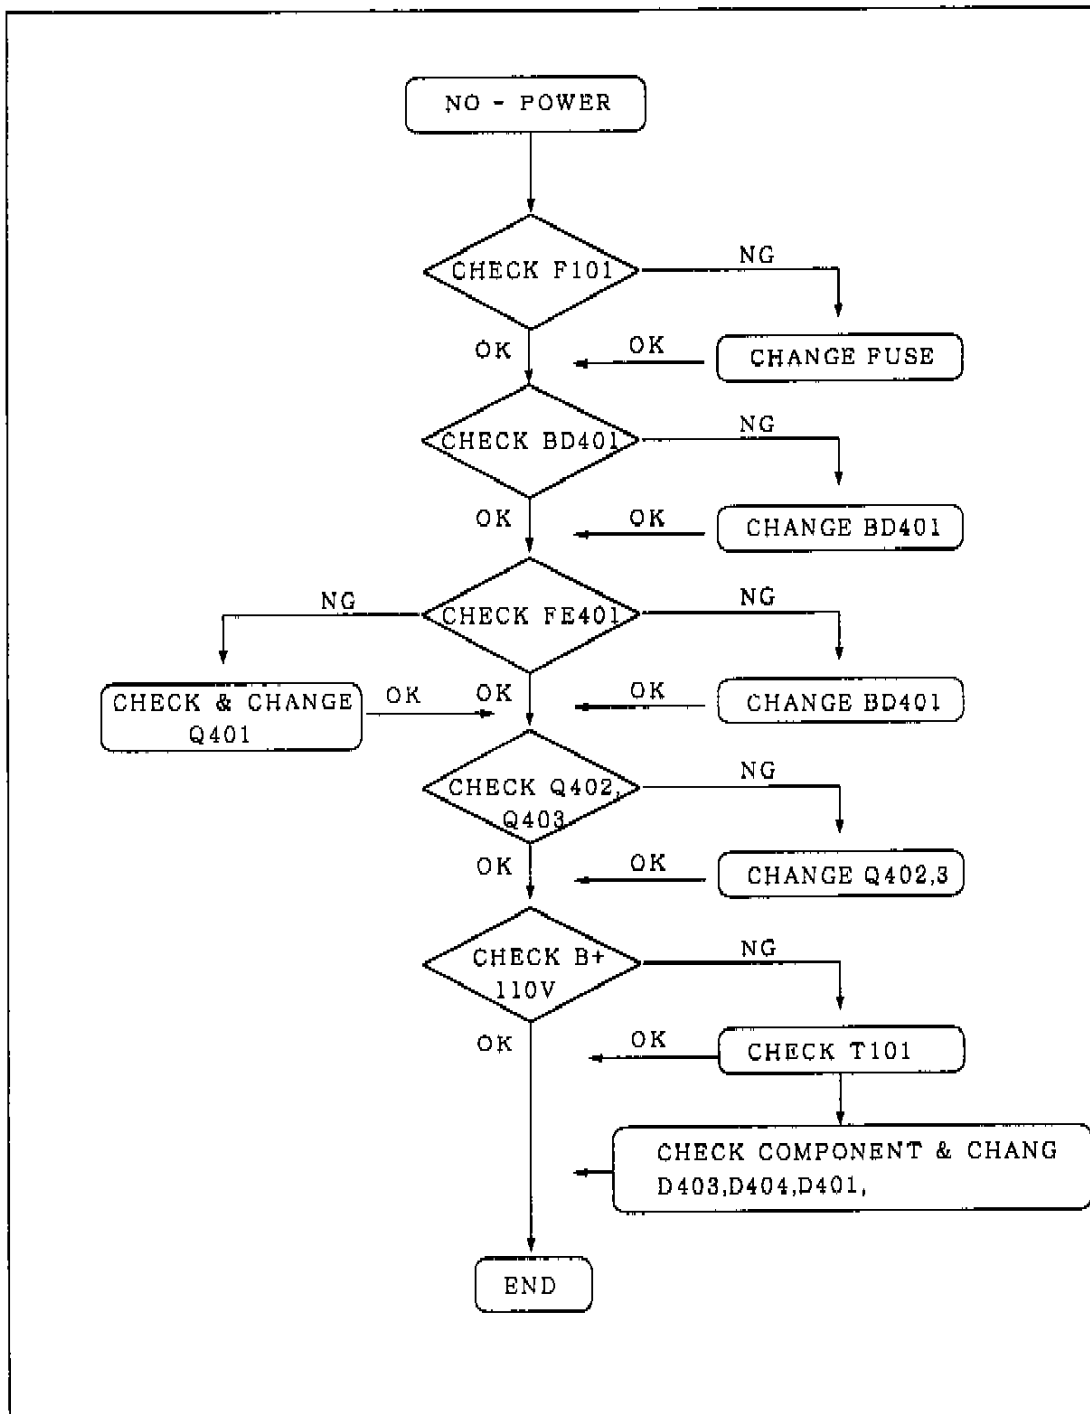 NO - POWER
CHECK F101
NG
OK
OK
CHANGE FUSE
CHECK BD401
NG
OK
OK
CHANGE BD401
NG
CHECK FE401
NG
CHECK & CHANGE
Q401
OK
OK
OK
CHANGE BD401
CHECK Q402,
Q403
NG
OK
OK
CHANGE Q402,3
CHECK B+
110V
NG
OK
OK
CHECK T101
CHECK COMPONENT & CHANG
D403,D404,D401,
END